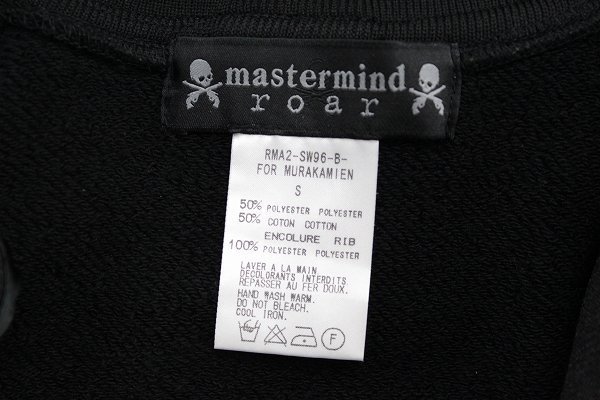 mastermind
roar
RMA2-SW96-B-
FOR MURAKAMIEN
S
50% POLYESTER POLYESTER
50% COTON COTTON
ENCOLURE RIB
100% POLYESTER POLYESTER
LAVER A LA MAIN
DECOLORANTS INTERDITS.
REPASSER AU FER DOUX.
HAND WASH WARM.
DO NOT BLEACH.
COOL IRON.
F